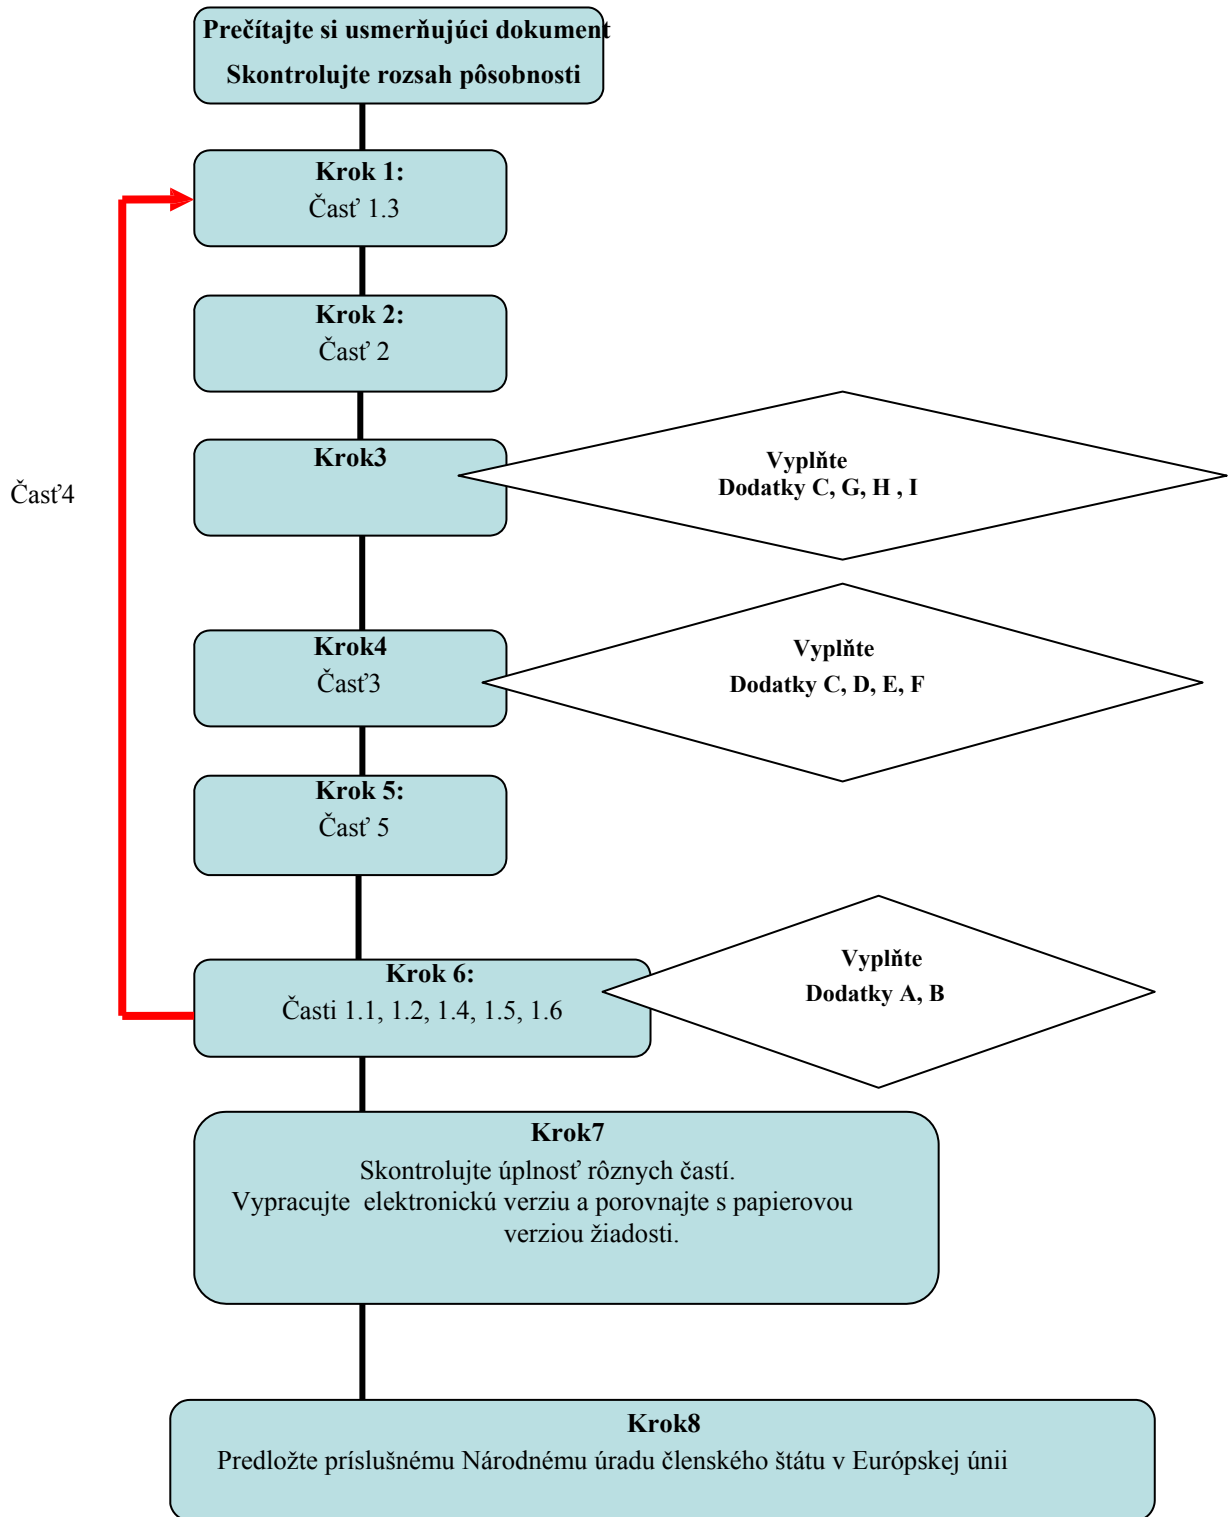 Prečítajte si usmerňujúci dokument
Skontrolujte rozsah pôsobnosti
Krok 1:
Časť 1.3
Krok 2:
Časť 2
Krok3
Vyplňte
Dodatky C, G, H , I
Časť4
Krok4
Časť3
Vyplňte
Dodatky C, D, E, F
Krok 5:
Časť 5
Krok 6:
Časti 1.1, 1.2, 1.4, 1.5, 1.6
Vyplňte
Dodatky A, B
Krok7
Skontrolujte úplnosť rôznych častí.
Vypracujte  elektronickú verziu a porovnajte s papierovou
verziou žiadosti.
Krok8
Predložte príslušnému Národnému úradu členského štátu v Európskej únii